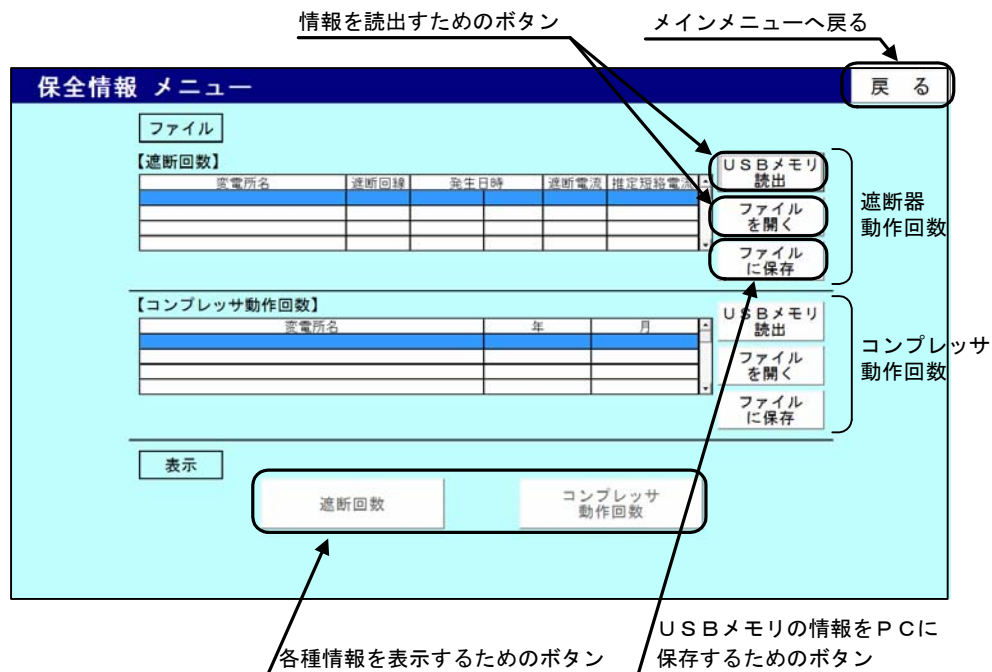 情報を読出すためのボタン
メインメニューへ戻る
保全情報 メニュー
戻 る
ファイル
【遮断回数】
変電所名 遮断回線 発生日時 遮断電流 推定短絡電流
USBメモリ
読出
ファイル
を開く
ファイル
に保存
遮断器
動作回数
【コンプレッサ動作回数】
変電所名 年 月
USBメモリ
読出
ファイル
を開く
ファイル
に保存
コンプレッサ
動作回数
表示
遮断回数
コンプレッサ
動作回数
各種情報を表示するためのボタン
USBメモリの情報をPCに
保存するためのボタン